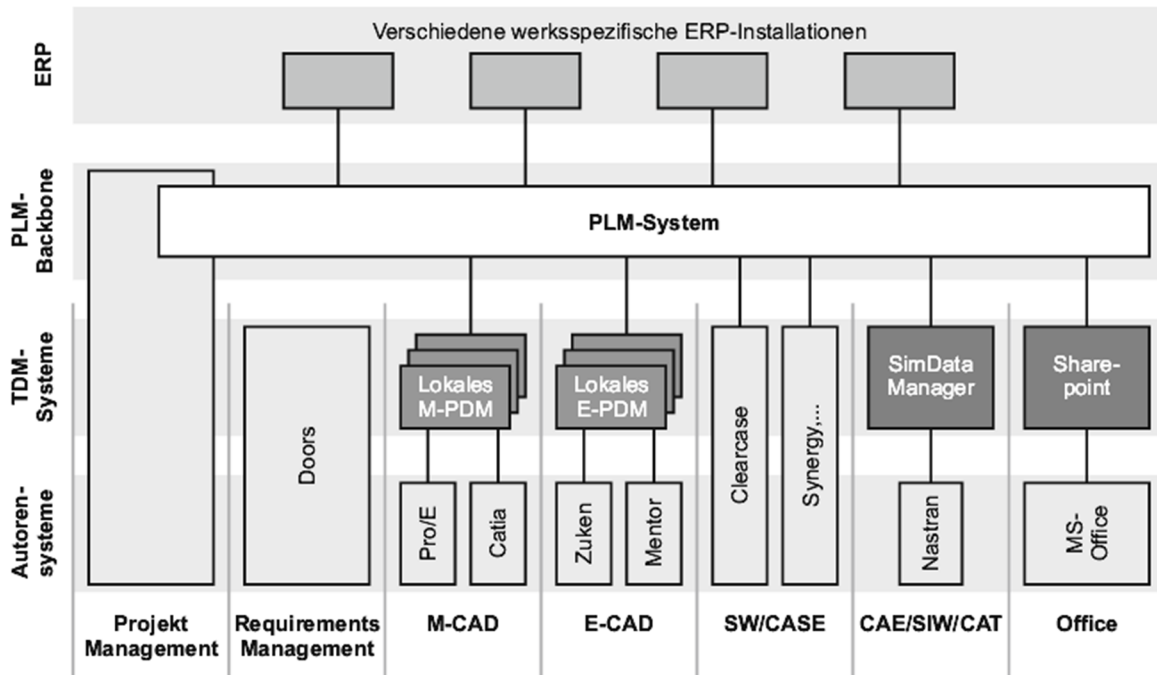 ERP
Verschiedene werksspezifische ERP-Installationen
PLM-
Backbone
PLM-System
TDM-
Systeme
Doors
Lokales
M-PDM
Lokales
E-PDM
Clearcase
Synergy,...
SimData
Manager
Share-
point
Autoren-
systeme
Pro/E
Catia
Zuken
Mentor
Nastran
MS-
Office
Projekt
Management
Requirements
Management
M-CAD
E-CAD
SW/CASE
CAE/SIW/CAT
Office